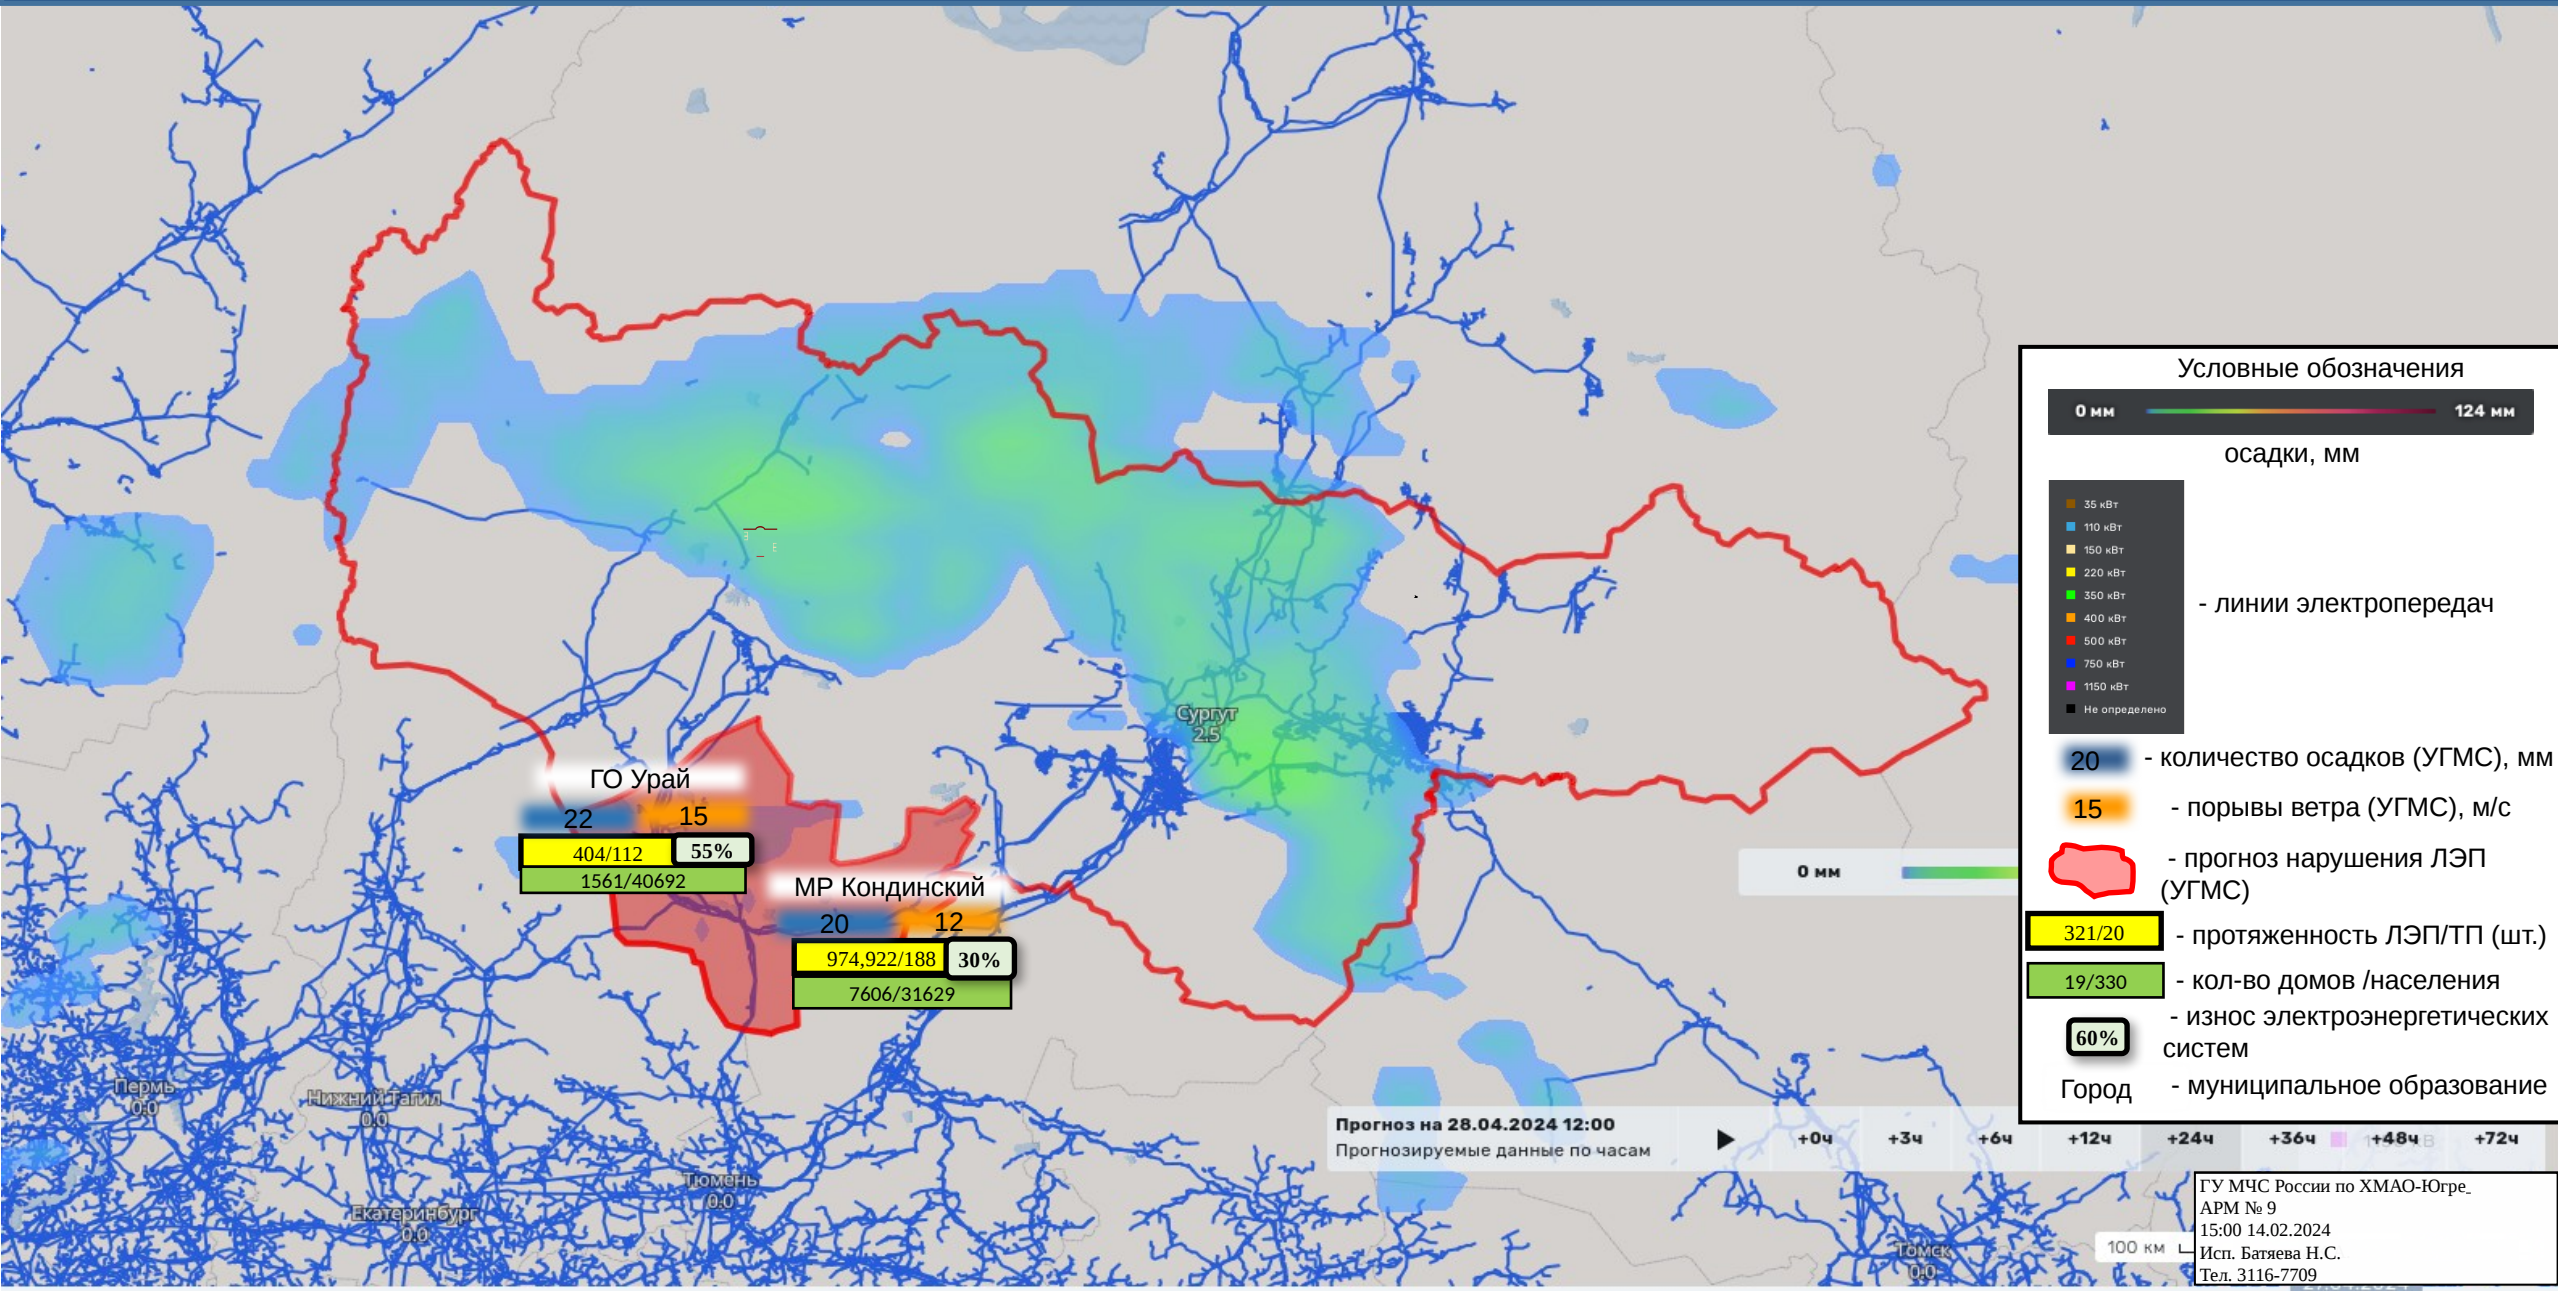 Условные обозначения
0 мм
124 мм
осадки, мм
35 кВт
110 кВт
150 кВт
220 кВт
350 кВт
400 кВт
500 кВт
750 кВт
1150 кВт
Не определено
- линии электропередач
20
- количество осадков (УГМС), мм
15
- порывы ветра (УГМС), м/с
- прогноз нарушения ЛЭП
(УГМС)
321/20
- протяженность ЛЭП/ТП (шт.)
19/330
- кол-во домов /населения
60%
- износ электроэнергетических
систем
Город
- муниципальное образование
Сургут
2.5
ГО Урай
22
15
404/112
55%
1561/40692
МР Кондинский
20
12
974,922/188
30%
7606/31629
0 мм
Пермь
0.0
Нижний Тагил
0.0
Тюмень
0.0
Екатеринбург
0.0
Томск
0.0
Прогноз на 28.04.2024 12:00
Прогнозируемые данные по часам
+0ч
+3ч
+6ч
+12ч
+24ч
+36ч
+48ч
+72ч
100 км
ГУ МЧС России по ХМАО-Югре
АРМ № 9
15:00 14.02.2024
Исп. Батяева Н.С.
Тел. 3116-7709